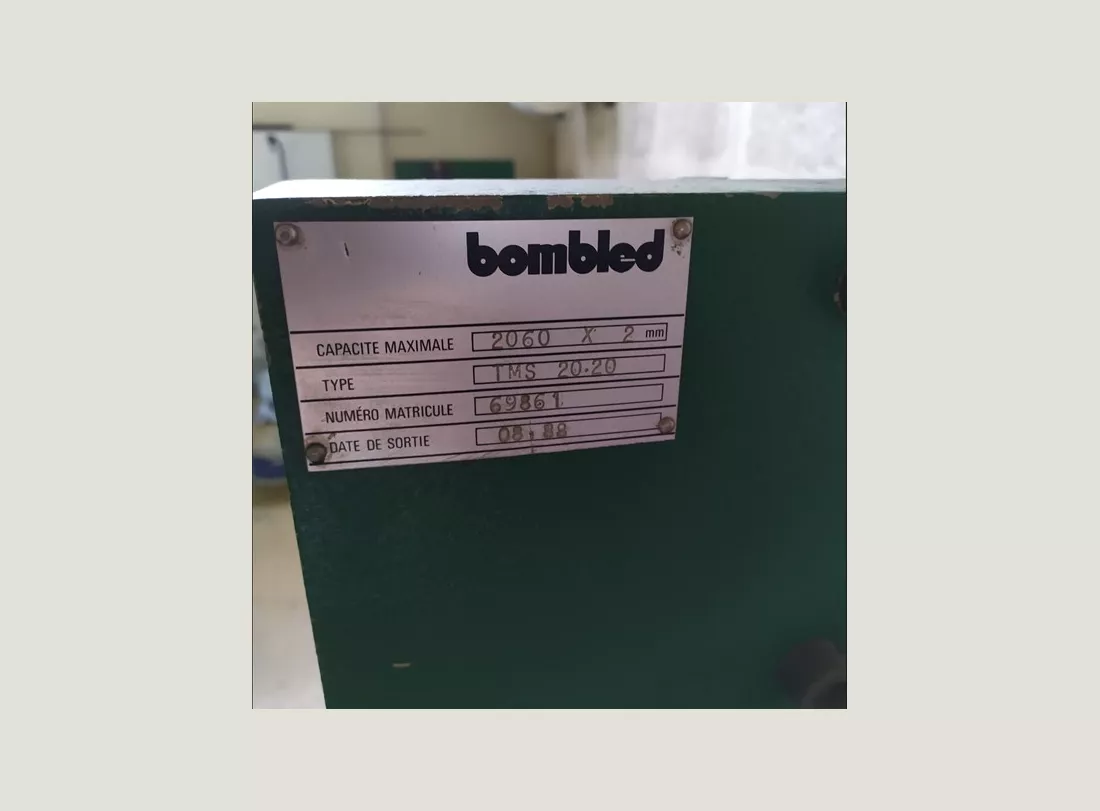 bombled
CAPACITE MAXIMALE 2060 X 2 mm
TYPE TMS 20.20
NUMÉRO MATRICULE 69861
DATE DE SORTIE 08.88